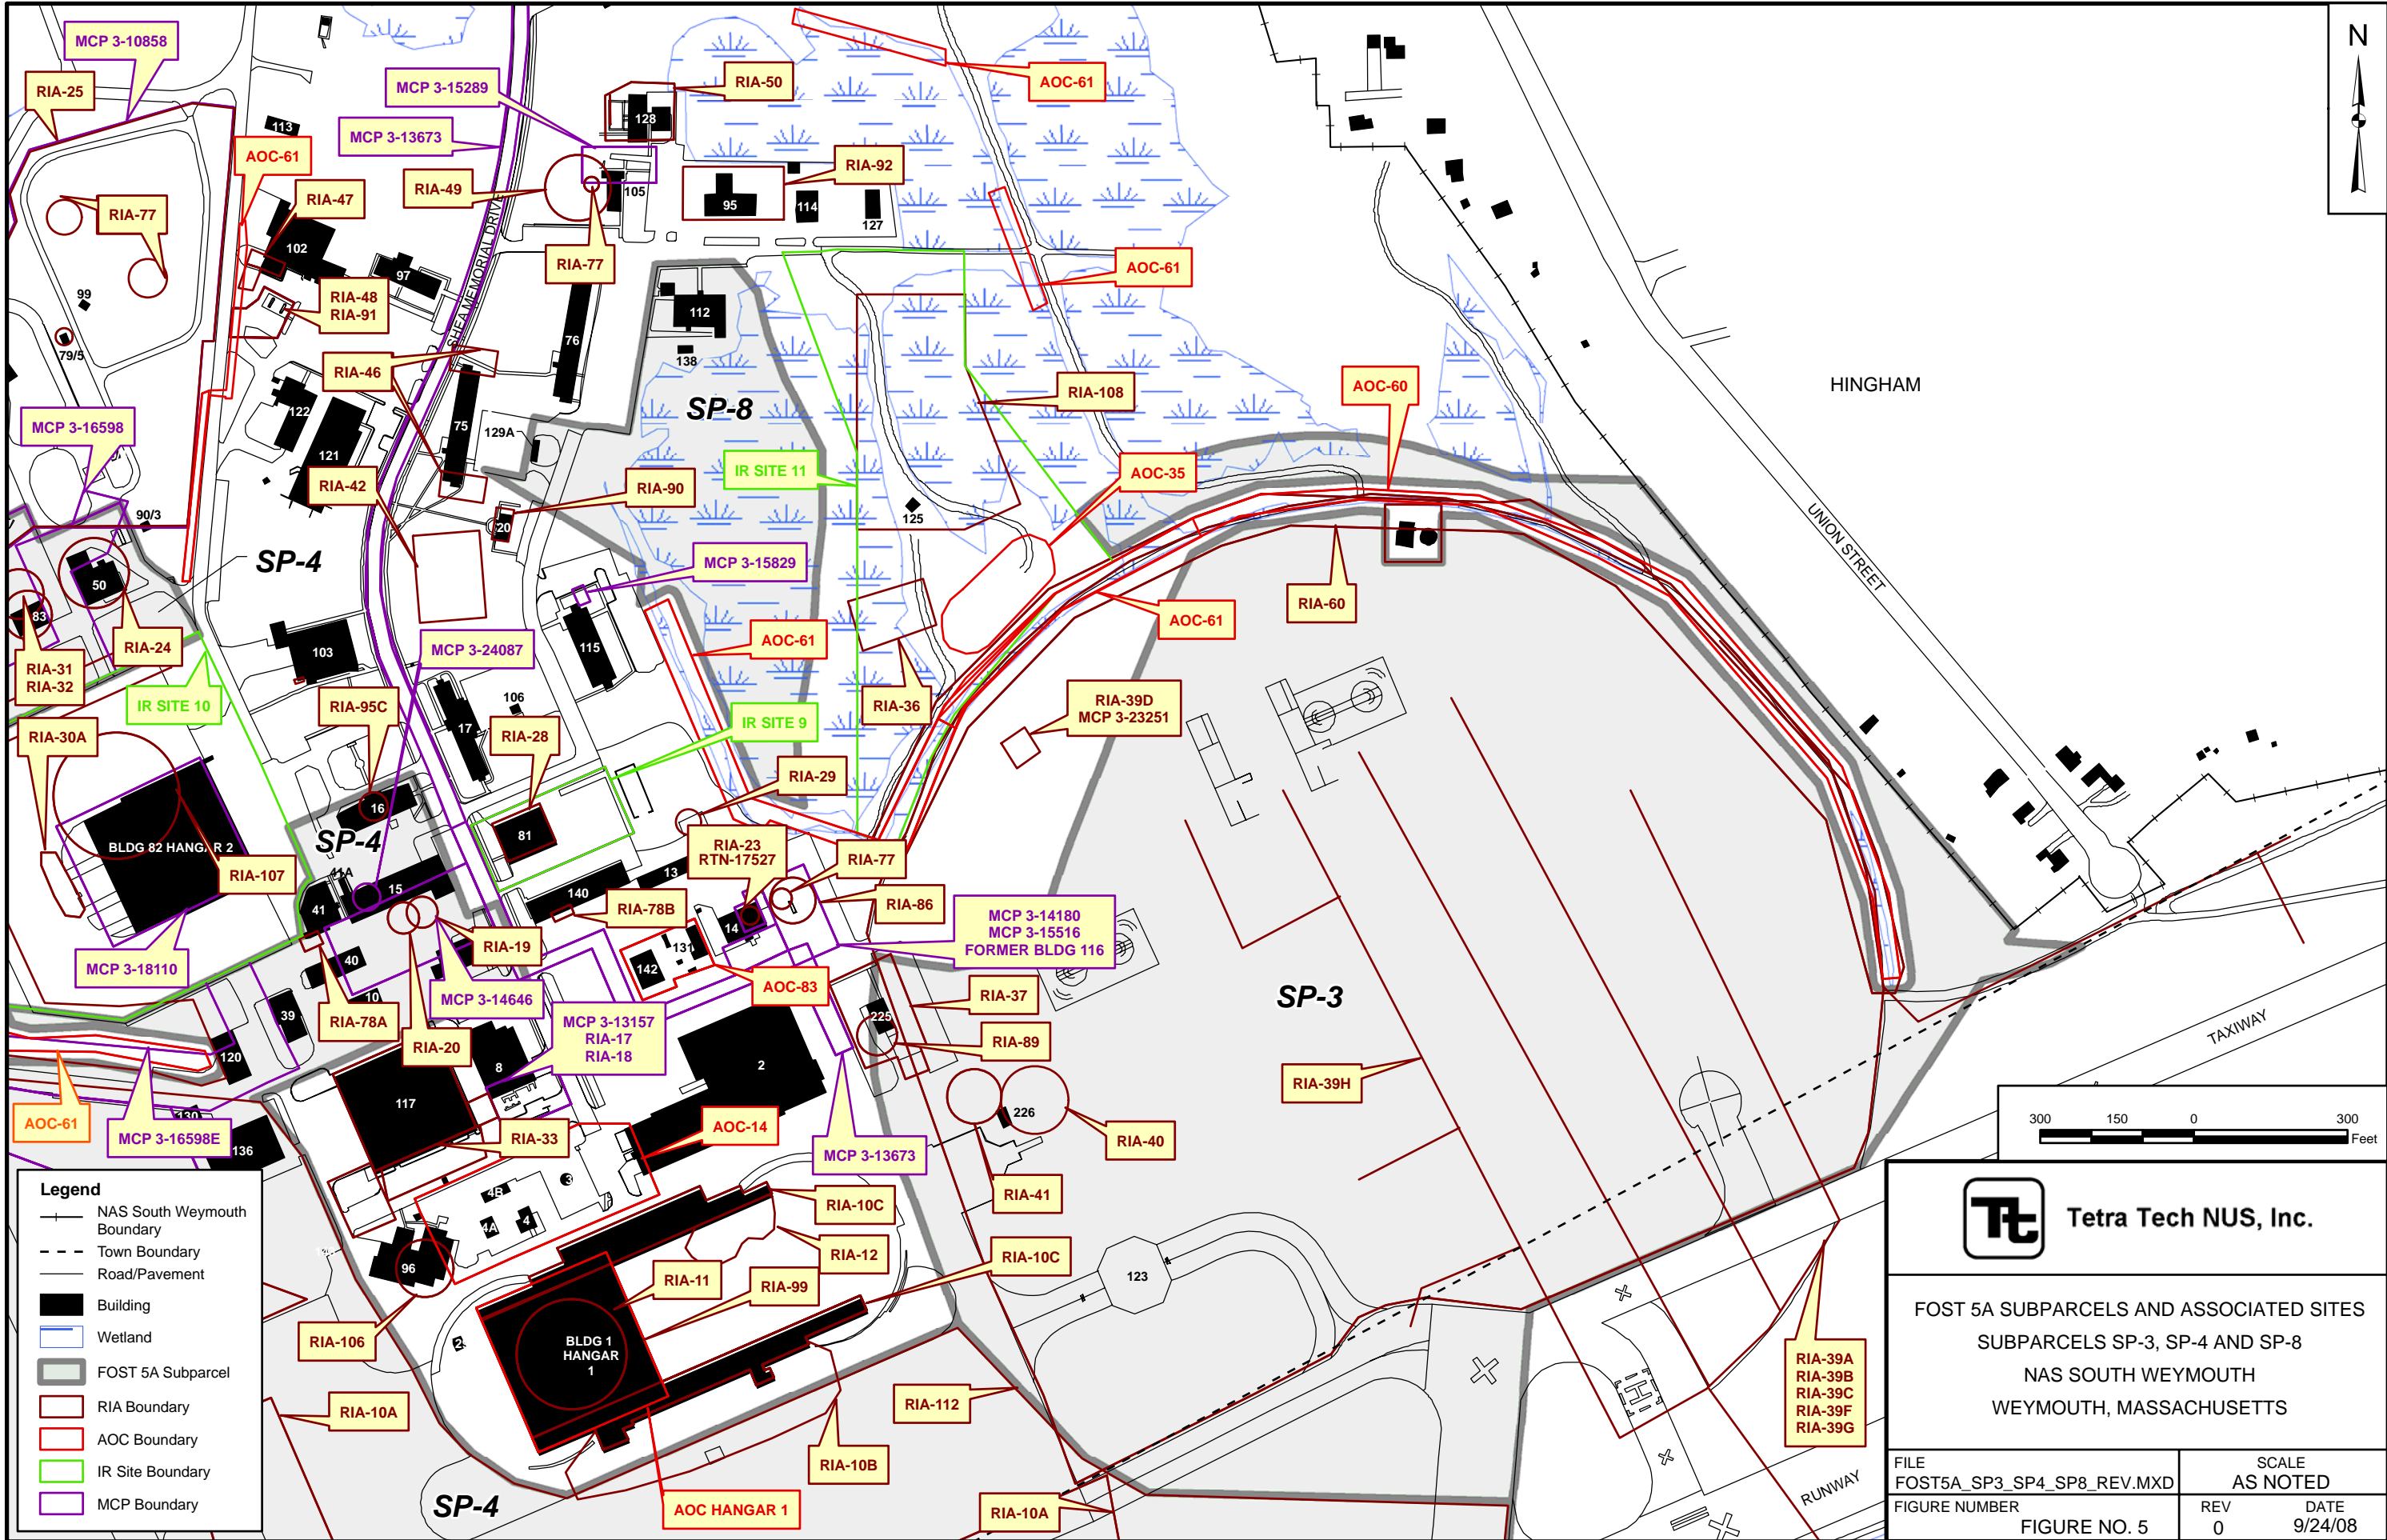 MCP 3-10858
RIA-25
MCP 3-15289
MCP 3-13673
RIA-50
AOC-61
N
128
113
AOC-61
RIA-47
RIA-49
105
RIA-92
95
114
127
RIA-77
102
97
SHEA MEMORIAL DRIVE
RIA-77
AOC-61
99
RIA-48
RIA-91
112
79/5
76
138
RIA-46
SP-8
RIA-108
AOC-60
HINGHAM
122
75
129A
MCP 3-16598
121
IR SITE 11
AOC-35
RIA-42
RIA-90
UNION STREET
90/3
20
125
SP-4
MCP 3-15829
50
83
RIA-60
RIA-24
AOC-61
RIA-31
RIA-32
103
MCP 3-24087
115
AOC-61
IR SITE 10
RIA-95C
106
17
RIA-36
RIA-39D
MCP 3-23251
RIA-30A
RIA-28
IR SITE 9
RIA-29
16
SP-4
81
BLDG 82 HANGAR 2
RIA-107
RIA-23
RTN-17527
RIA-77
41A
15
13
140
41
RIA-78B
RIA-86
MCP 3-14180
MCP 3-15516
FORMER BLDG 116
RIA-19
14
131
MCP 3-18110
40
142
AOC-83
SP-3
10
MCP 3-14646
RIA-37
39
RIA-78A
225
MCP 3-13157
RIA-17
RIA-18
120
RIA-20
RIA-89
TAXIWAY
8
2
RIA-39H
AOC-61
MCP 3-16598E
130
117
AOC-14
226
RIA-40
136
RIA-33
MCP 3-13673
300 150 0 300
Feet
3
4B
RIA-41
RIA-10C
4A
4
RIA-12
RIA-10C
96
RIA-11
RIA-99
123
RIA-106
2
BLDG 1
HANGAR
1
RIA-39A
RIA-39B
RIA-39C
RIA-39F
RIA-39G
RIA-10A
RIA-112
RIA-10B
SP-4
AOC HANGAR 1
RIA-10A
RUNWAY
Legend
NAS South Weymouth
Boundary
Town Boundary
Road/Pavement
Building
Wetland
FOST 5A Subparcel
RIA Boundary
AOC Boundary
IR Site Boundary
MCP Boundary
Tt
Tetra Tech NUS, Inc.
FOST 5A SUBPARCELS AND ASSOCIATED SITES
SUBPARCELS SP-3, SP-4 AND SP-8
NAS SOUTH WEYMOUTH
WEYMOUTH, MASSACHUSETTS
FILE
FOST5A_SP3_SP4_SP8_REV.MXD
SCALE
AS NOTED
FIGURE NUMBER
FIGURE NO. 5
REV
0
DATE
9/24/08